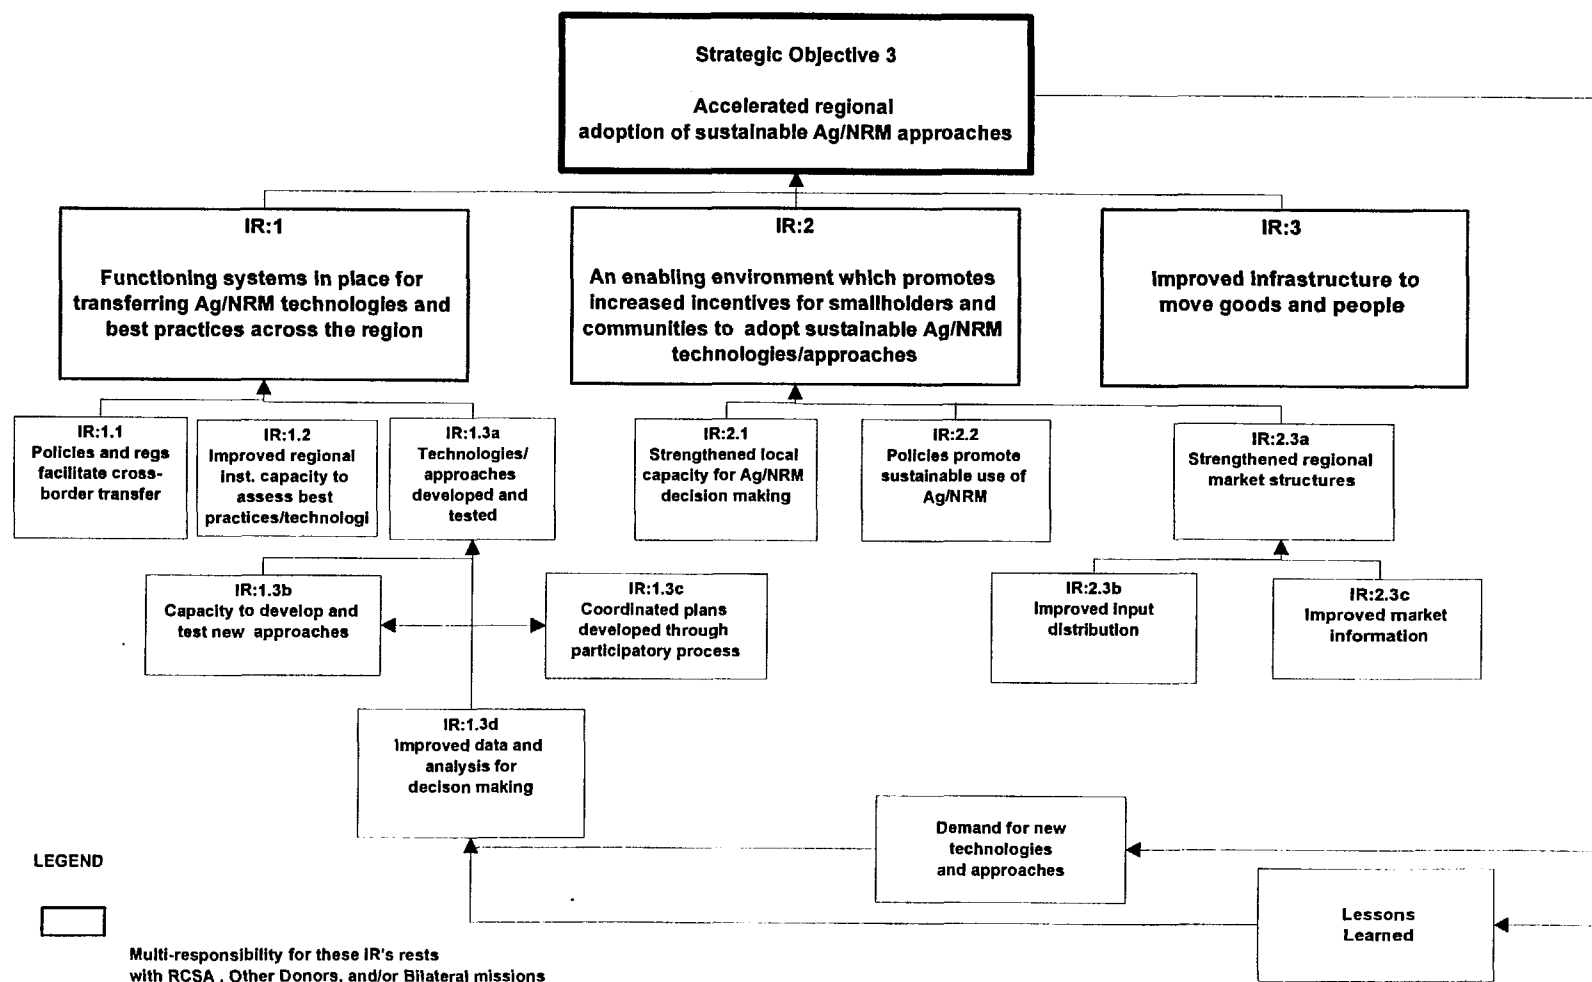 Strategic Objective 3
Accelerated regional
adoption of sustainable Ag/NRM approaches
IR:1
Functioning systems in place for
transferring Ag/NRM technologies and
best practices across the region
IR:2
An enabling environment which promotes
increased incentives for smallholders and
communities to adopt sustainable Ag/NRM
technologies/approaches
IR:3
Improved infrastructure to
move goods and people
IR:1.1
Policies and regs
facilitate cross-
border transfer
IR:1.2
Improved regional
inst. capacity to
assess best
practices/technologi
IR:1.3a
Technologies/
approaches
developed and
tested
IR:2.1
Strengthened local
capacity for Ag/NRM
decision making
IR:2.2
Policies promote
sustainable use of
Ag/NRM
IR:2.3a
Strengthened regional
market structures
IR:1.3b
Capacity to develop and
test new approaches
IR:1.3c
Coordinated plans
developed through
participatory process
IR:2.3b
Improved input
distribution
IR:2.3c
Improved market
information
IR:1.3d
Improved data and
analysis for
decison making
Demand for new
technologies
and approaches
Lessons
Learned
LEGEND
Multi-responsibility for these IR's rests
with RCSA , Other Donors, and/or Bilateral missions